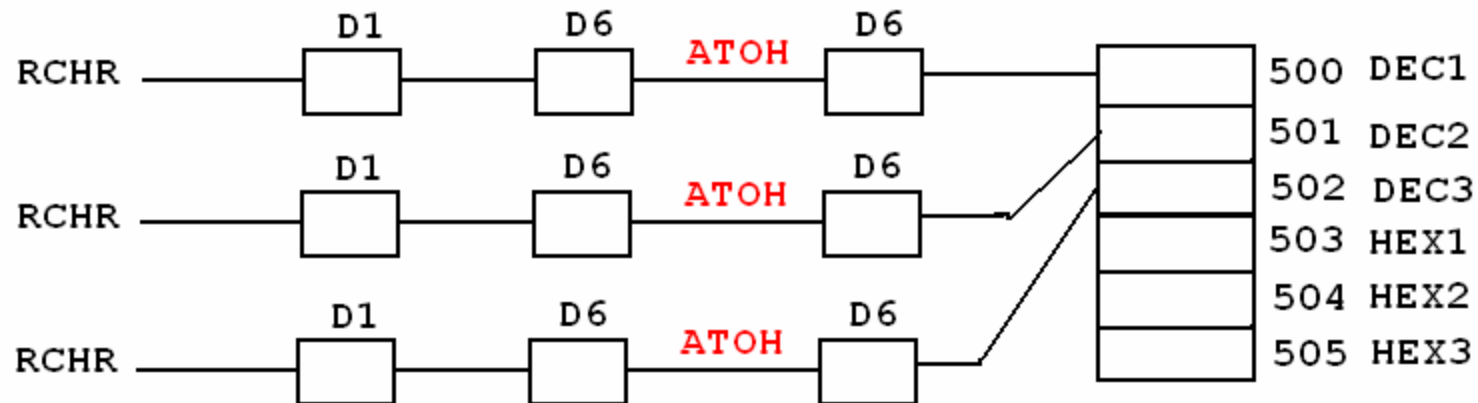 D1 D6 D6
RCHR ATOH 500 DEC1
501 DEC2
D1 D6 D6
RCHR ATOH 502 DEC3
503 HEX1
504 HEX2
D1 D6 D6
RCHR ATOH 505 HEX3